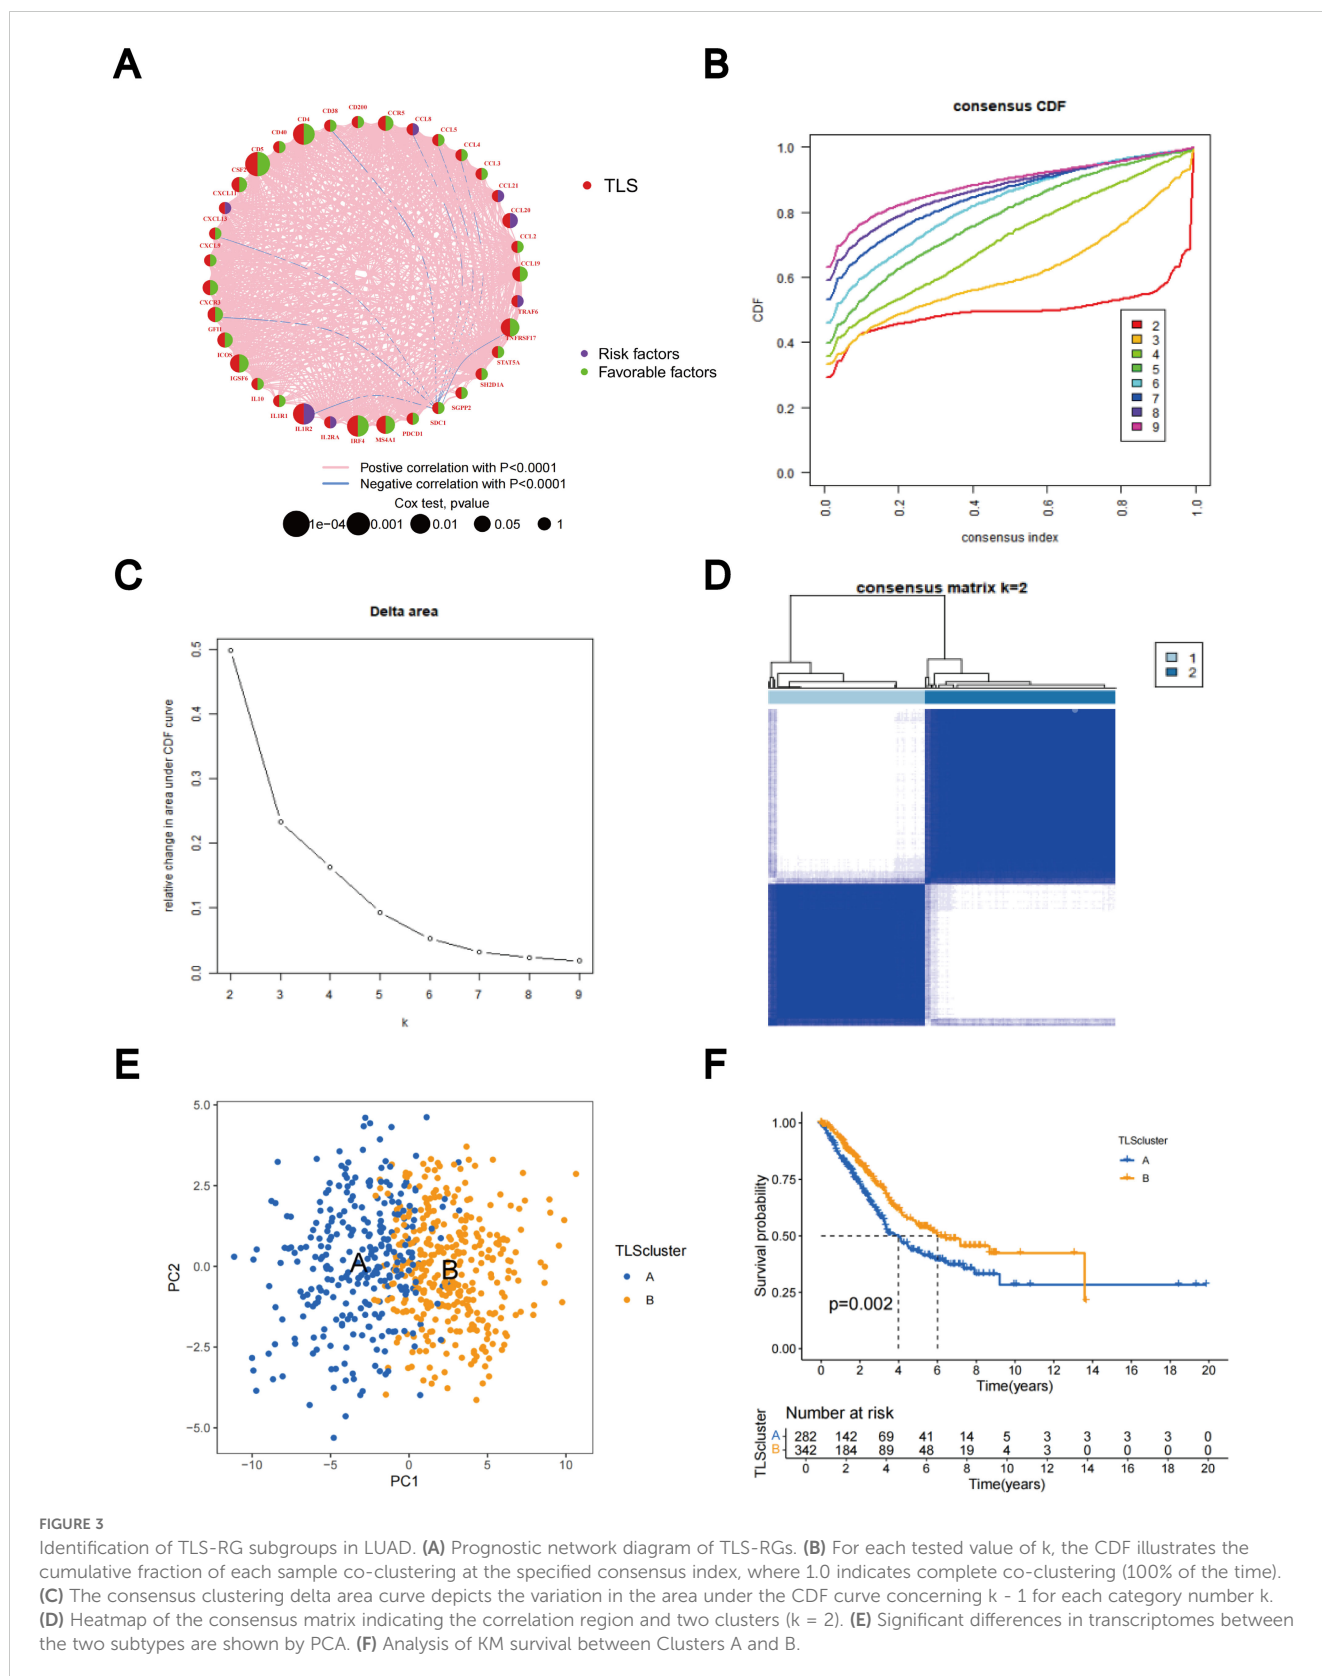 A
CD38
CD200
CCR5
CCL8
CCL5
CCL4
CCL3
CCL21
CCL20
CCL2
CCL19
TRAF6
TNFRSF17
STAT5A
SH2D1A
SGPP2
SDC1
PDCD1
MS4A1
IRF4
IL2RA
IL1R2
IL1R1
IL10
IGSF6
ICOS
GFI1
CXCR3
CXCL9
CXCL13
CXCL11
CSF2
CD5
CD40
CD4
TLS
Risk factors
Favorable factors
Postive correlation with P<0.0001
Negative correlation with P<0.0001
Cox test, pvalue
1e−04 0.001 0.01 0.05 1
B
consensus CDF
CDF
1.0
0.8
0.6
0.4
0.2
0.0
2
3
4
5
6
7
8
9
0.0 0.2 0.4 0.6 0.8 1.0
consensus index
C
Delta area
relative change in area under CDF curve
0.5
0.4
0.3
0.2
0.1
0.0
2 3 4 5 6 7 8 9
k
D
consensus matrix k=2
1
2
E
PC2
5.0
2.5
0.0
−2.5
−5.0
A
B
−10 −5 0 5 10
PC1
TLScluster
A
B
F
Survival probability
1.00
0.75
0.50
0.25
0.00
p=0.002
TLScluster
A
B
0 2 4 6 8 10 12 14 16 18 20
Time(years)
Number at risk
TLScluster
A 282 142 69 41 14 5 3 3 3 3 0
B 342 184 89 48 19 4 3 0 0 0 0
0 2 4 6 8 10 12 14 16 18 20
Time(years)
FIGURE 3
Identification of TLS-RG subgroups in LUAD. (A) Prognostic network diagram of TLS-RGs. (B) For each tested value of k, the CDF illustrates the
cumulative fraction of each sample co-clustering at the specified consensus index, where 1.0 indicates complete co-clustering (100% of the time).
(C) The consensus clustering delta area curve depicts the variation in the area under the CDF curve concerning k - 1 for each category number k.
(D) Heatmap of the consensus matrix indicating the correlation region and two clusters (k = 2). (E) Significant differences in transcriptomes between
the two subtypes are shown by PCA. (F) Analysis of KM survival between Clusters A and B.